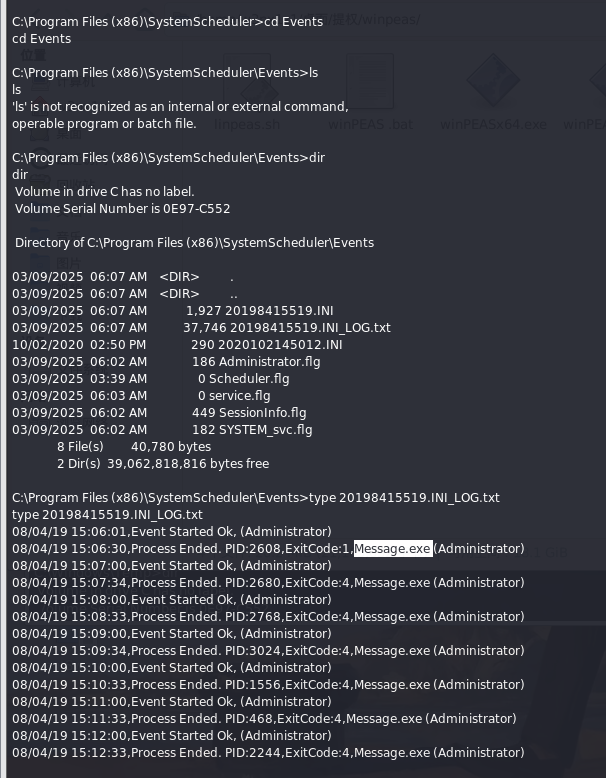 提权/winpeas/
C:\Program Files (x86)\SystemScheduler>cd Events
cd Events
C:\Program Files (x86)\SystemScheduler\Events>ls
ls
'ls' is not recognized as an internal or external command,
operable program or batch file.
linpeas.sh winPEAS bat winPEASx64.exe
C:\Program Files (x86)\SystemScheduler\Events>dir
dir
Volume in drive C has no label.
Volume Serial Number is 0E97-C552
Directory of C:\Program Files (x86)\SystemScheduler\Events
03/09/2025 06:07 AM <DIR> .
03/09/2025 06:07 AM <DIR> ..
03/09/2025 06:07 AM 1,927 20198415519.INI
03/09/2025 06:07 AM 37,746 20198415519.INI_LOG.txt
10/02/2020 02:50 PM 290 2020102145012.INI
03/09/2025 06:02 AM 186 Administrator.flg
03/09/2025 03:39 AM 0 Scheduler.flg
03/09/2025 06:03 AM 0 service.flg
03/09/2025 06:02 AM 449 SessionInfo.flg
03/09/2025 06:02 AM 182 SYSTEM_svc.flg
8 File(s) 40,780 bytes
2 Dir(s) 39,062,818,816 bytes free
C:\Program Files (x86)\SystemScheduler\Events>type 20198415519.INI_LOG.txt
type 20198415519.INI_LOG.txt
08/04/19 15:06:01,Event Started Ok, (Administrator)
08/04/19 15:06:30,Process Ended. PID:2608,ExitCode:1,Message.exe (Administrator)
08/04/19 15:07:00,Event Started Ok, (Administrator)
08/04/19 15:07:34,Process Ended. PID:2680,ExitCode:4,Message.exe (Administrator)
08/04/19 15:08:00,Event Started Ok, (Administrator)
08/04/19 15:08:33,Process Ended. PID:2768,ExitCode:4,Message.exe (Administrator)
08/04/19 15:09:00,Event Started Ok, (Administrator)
08/04/19 15:09:34,Process Ended. PID:3024,ExitCode:4,Message.exe (Administrator)
08/04/19 15:10:00,Event Started Ok, (Administrator)
08/04/19 15:10:33,Process Ended. PID:1556,ExitCode:4,Message.exe (Administrator)
08/04/19 15:11:00,Event Started Ok, (Administrator)
08/04/19 15:11:33,Process Ended. PID:468,ExitCode:4,Message.exe (Administrator)
08/04/19 15:12:00,Event Started Ok, (Administrator)
08/04/19 15:12:33,Process Ended. PID:2244,ExitCode:4,Message.exe (Administrator)